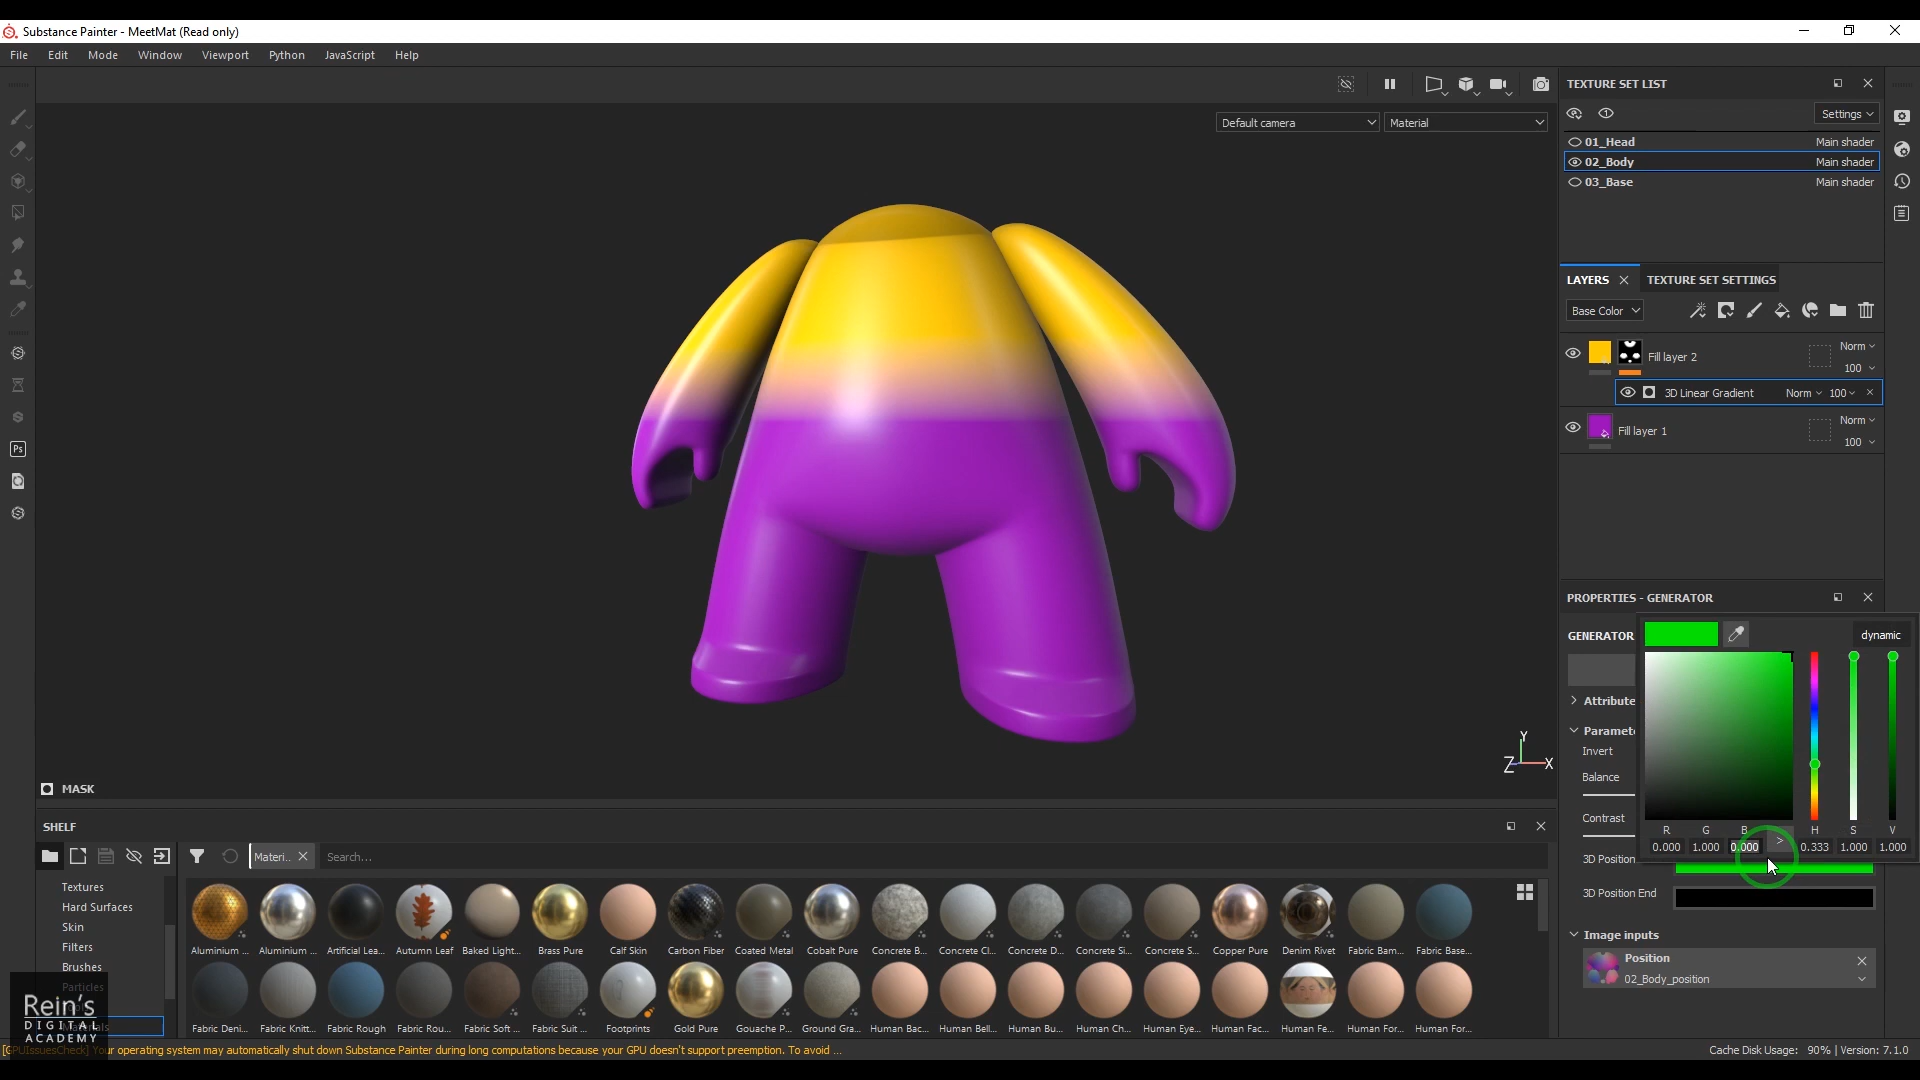 Substance Painter - MeetMat (Read only)
File Edit Mode Window Viewport Python JavaScript Help
Default camera Material
TEXTURE SET LIST
Settings
01_Head Main shader
02_Body Main shader
03_Base Main shader
LAYERS TEXTURE SET SETTINGS
Base Color
Norm
Fill layer 2
100
3D Linear Gradient Norm 100
Norm
Fill layer 1
100
PROPERTIES - GENERATOR
GENERATOR
dynamic
Attribute
Paramet
Invert
Balance
Contrast
R G B H S V
0.000 1.000 0.000 > 0.333 1.000 1.000
3D Position
3D Position End
Image inputs
Position
02_Body_position
Y
Z X
Ps
MASK
SHELF
Materi.. Search...
Textures
Hard Surfaces
Skin
Filters
Brushes
Particles
Aluminium ... Aluminium ... Artificial Lea... Autumn Leaf Baked Light... Brass Pure Calf Skin Carbon Fiber Coated Metal Cobalt Pure Concrete B... Concrete Cl... Concrete D... Concrete Si... Concrete S... Copper Pure Denim Rivet Fabric Bam... Fabric Base...
Fabric Deni... Fabric Knitt... Fabric Rough Fabric Rou... Fabric Soft ... Fabric Suit ... Footprints Gold Pure Gouache P... Ground Gra... Human Bac... Human Bell... Human Bu... Human Ch... Human Eye... Human Fac... Human Fe... Human For... Human For...
Rein's
DIGITAL
ACADEMY
[GPUIssuesCheck] Your operating system may automatically shut down Substance Painter during long computations because your GPU doesn't support preemption. To avoid ...
Cache Disk Usage: 90% | Version: 7.1.0